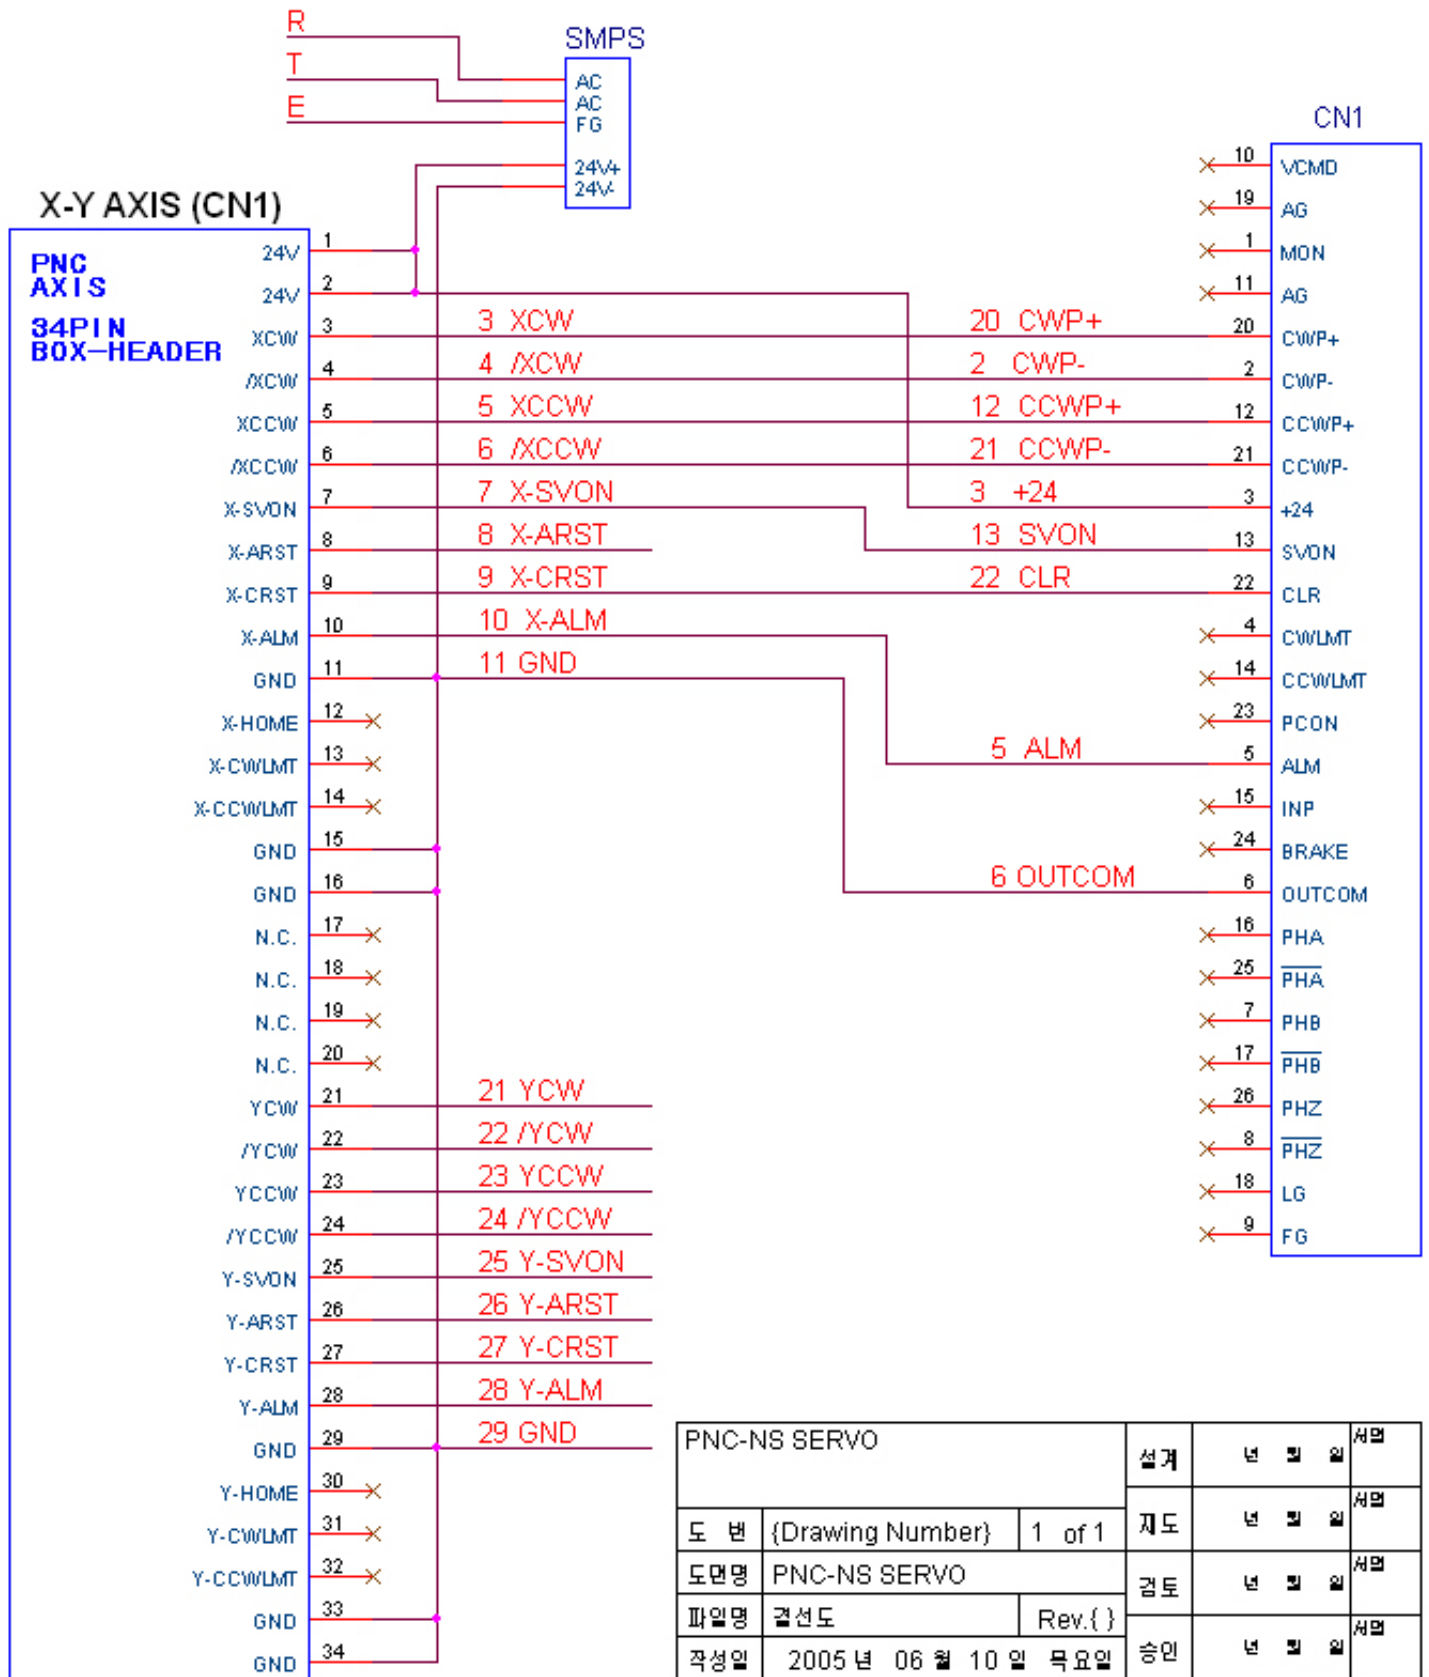 R
T
E
SMPS
AC
AC
FG
24V+
24V-
X-Y AXIS (CN1)
PNC
AXIS
34PIN
BOX-HEADER
24V 1
24V 2
XCW 3 3 XCW
/XCW 4 4 /XCW
XCCW 5 5 XCCW
/XCCW 6 6 /XCCW
X-SVON 7 7 X-SVON
X-ARST 8 8 X-ARST
X-CRST 9 9 X-CRST
X-ALM 10 10 X-ALM
GND 11 11 GND
X-HOME 12
X-CWLMT 13
X-CCWLMT 14
GND 15
GND 16
N.C. 17
N.C. 18
N.C. 19
N.C. 20
YCW 21 21 YCW
/YCW 22 22 /YCW
YCCW 23 23 YCCW
/YCCW 24 24 /YCCW
Y-SVON 25 25 Y-SVON
Y-ARST 26 26 Y-ARST
Y-CRST 27 27 Y-CRST
Y-ALM 28 28 Y-ALM
GND 29 29 GND
Y-HOME 30
Y-CWLMT 31
Y-CCWLMT 32
GND 33
GND 34
CN1
10 VCMD
19 AG
1 MON
11 AG
20 CWP+ 20 CWP+
2 CWP- 2 CWP-
12 CCWP+ 12 CCWP+
21 CCWP- 21 CCWP-
3 +24 3 +24
13 SVON 13 SVON
22 CLR 22 CLR
4 CWLMT
14 CCWLMT
23 PCON
5 ALM 5 ALM
15 INP
24 BRAKE
6 OUTCOM 6 OUTCOM
16 PHA
25 PHA
7 PHB
17 PHB
26 PHZ
8 PHZ
18 LG
9 FG
PNC-NS SERVO
도 번 {Drawing Number} 1 of 1
도면명 PNC-NS SERVO
파일명 결선도 Rev.{ }
작성일 2005 년 06 월 10 일 목요일
설계 년 월 일 서명
제도 년 월 일 서명
검토 년 월 일 서명
승인 년 월 일 서명